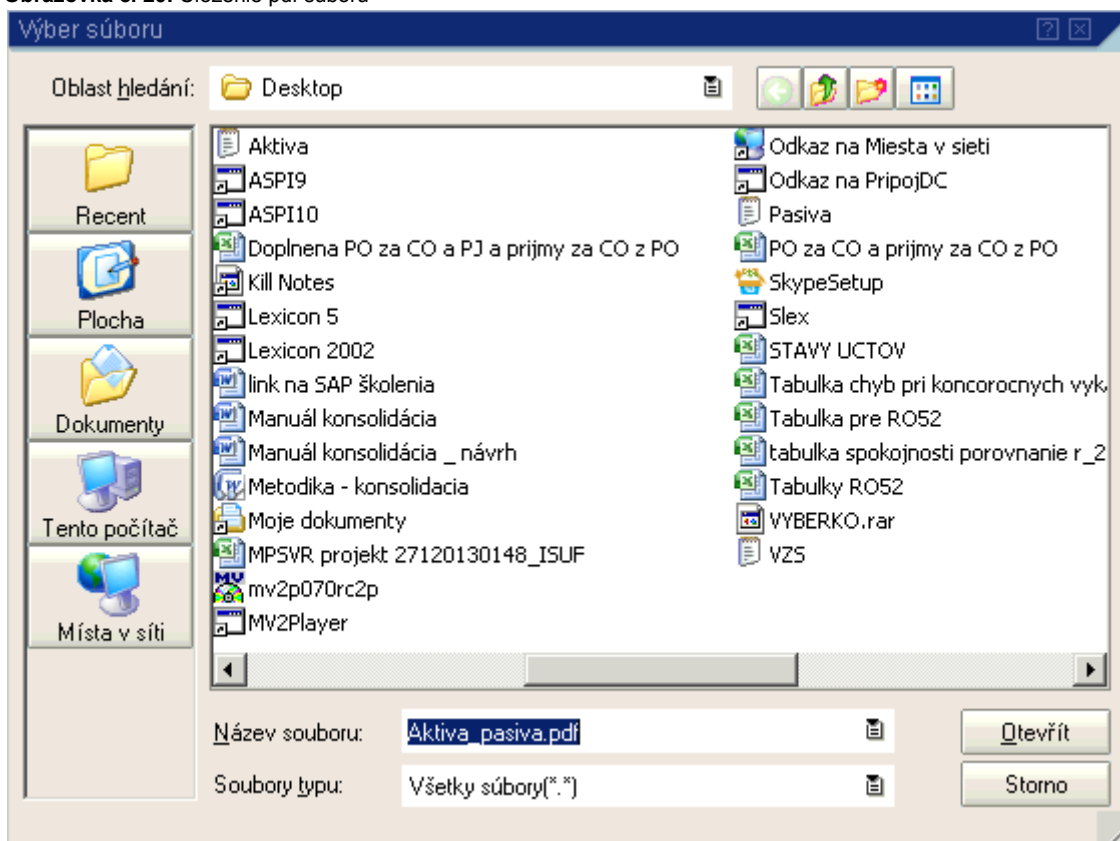 Výber súboru
Oblast hledání:
Desktop
Recent
Plocha
Dokumenty
Tento počítač
Místa v síti
Aktiva
ASPI9
ASPI10
Doplnena PO za CO a PJ a prijmy za CO z PO
Kill Notes
Lexicon 5
Lexicon 2002
link na SAP školenia
Manuál konsolidácia
Manuál konsolidácia _ návrh
Metodika - konsolidacia
Moje dokumenty
MPSVR projekt 27120130148_ISUF
mv2p070rc2p
MV2Player
Odkaz na Miesta v sieti
Odkaz na PripojDC
Pasiva
PO za CO a prijmy za CO z PO
SkypeSetup
Slex
STAVY UCTOV
Tabulka chyb pri koncorocnych vyk
Tabulka pre RO52
tabulka spokojnosti porovnanie r_2
Tabulky RO52
VYBERKO.rar
VZS
Název souboru:
Aktiva_pasiva.pdf
Otevřít
Soubory typu:
Všetky súbory(*.*)
Storno